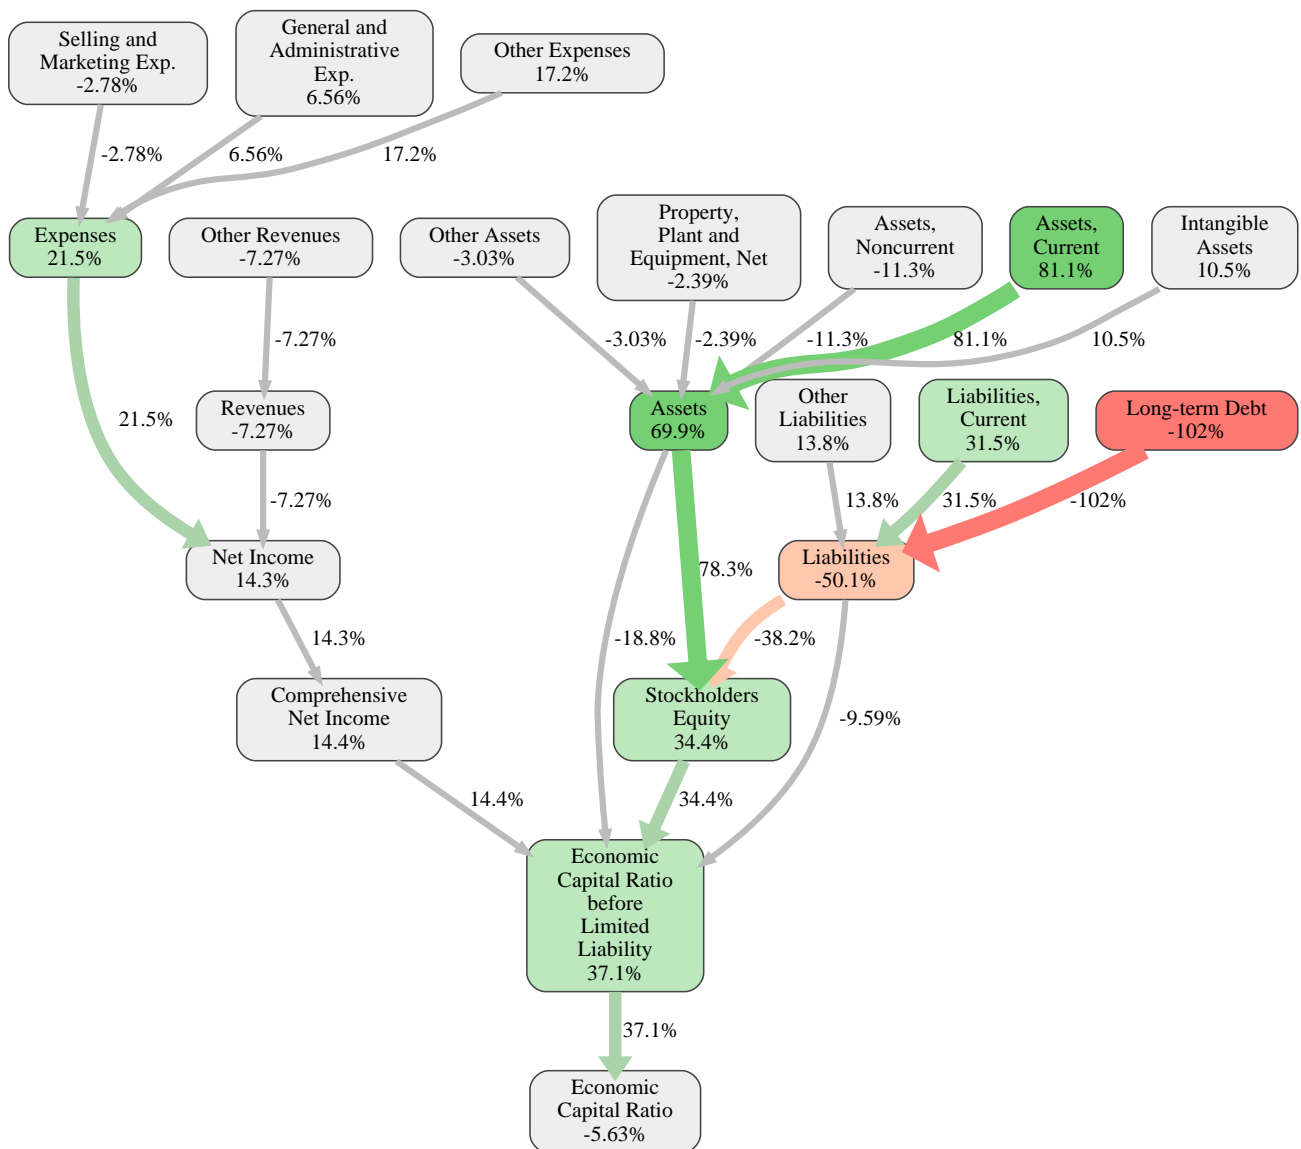 Selling and
Marketing Exp.
-2.78%
General and
Administrative
Exp.
6.56%
Other Expenses
17.2%
-2.78%
6.56%
17.2%
Expenses
21.5%
Other Revenues
-7.27%
Other Assets
-3.03%
Property,
Plant and
Equipment, Net
-2.39%
Assets,
Noncurrent
-11.3%
Assets,
Current
81.1%
Intangible
Assets
10.5%
-7.27%
-3.03%
-2.39%
-11.3%
81.1%
10.5%
21.5%
Revenues
-7.27%
Assets
69.9%
Other
Liabilities
13.8%
Liabilities,
Current
31.5%
Long-term Debt
-102%
-7.27%
13.8%
31.5%
-102%
Net Income
14.3%
78.3%
Liabilities
-50.1%
14.3%
-18.8%
-38.2%
Comprehensive
Net Income
14.4%
Stockholders
Equity
34.4%
-9.59%
14.4%
34.4%
Economic
Capital Ratio
before
Limited
Liability
37.1%
37.1%
Economic
Capital Ratio
-5.63%